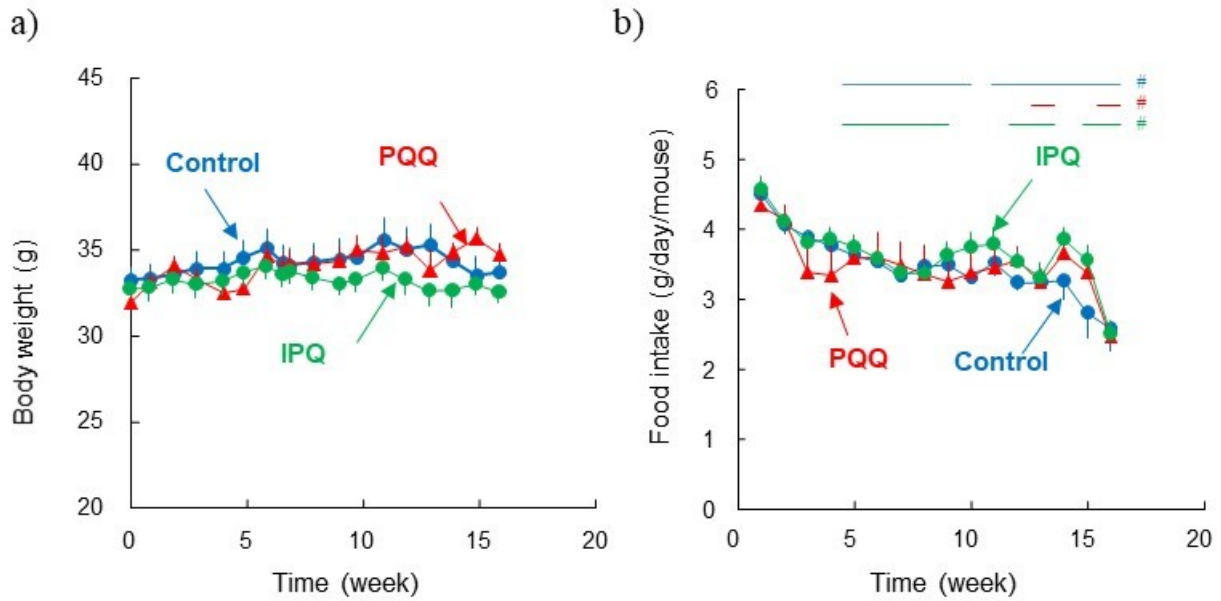 a)
45
40
35
30
25
20
0
5
10
15
20
Body weight (g)
Time (week)
Control
PQQ
IPQ
b)
6
5
4
3
2
1
0
0
5
10
15
20
Food intake (g/day/mouse)
Time (week)
#
#
#
IPQ
PQQ
Control